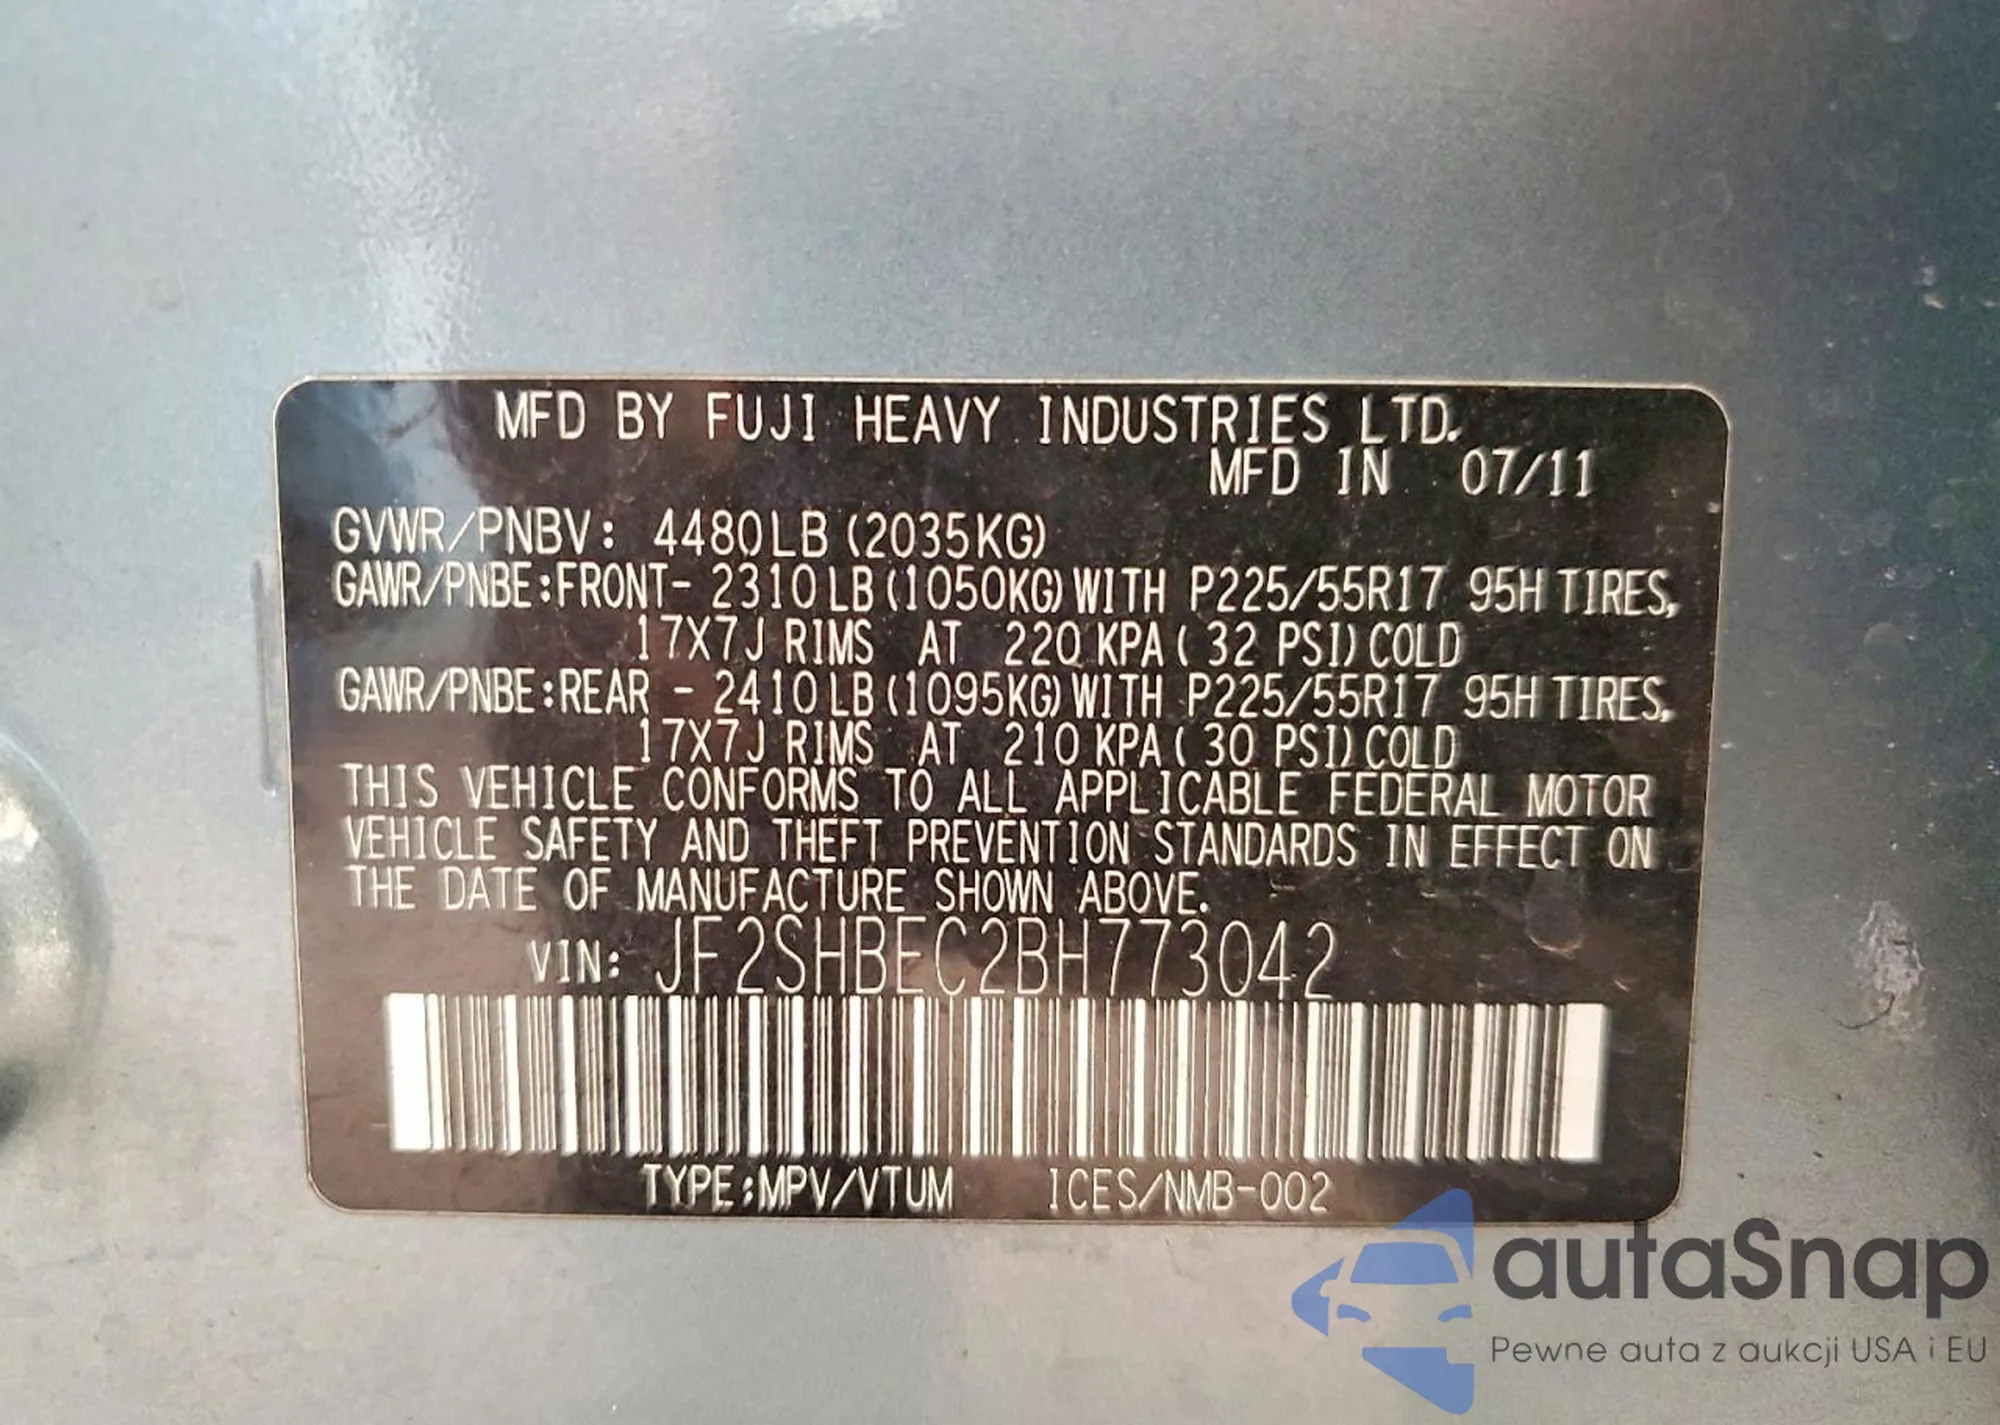 MFD BY FUJI HEAVY INDUSTRIES LTD.
MFD IN 07/11
GVWR/PNBV: 4480LB (2035KG)
GAWR/PNBE:FRONT- 2310LB (1050KG) WITH P225/55R17 95H TIRES,
17X7J RIMS AT 220 KPA ( 32 PSI) COLD
GAWR/PNBE:REAR - 2410LB (1095KG) WITH P225/55R17 95H TIRES,
17X7J RIMS AT 210 KPA ( 30 PSI) COLD
THIS VEHICLE CONFORMS TO ALL APPLICABLE FEDERAL MOTOR
VEHICLE SAFETY AND THEFT PREVENTION STANDARDS IN EFFECT ON
THE DATE OF MANUFACTURE SHOWN ABOVE.
VIN: JF2SHBEC2BH773042
TYPE:MPV/VTUM ICES/NMB-002
autaSnap
Pewne auta z aukcji USA i EU